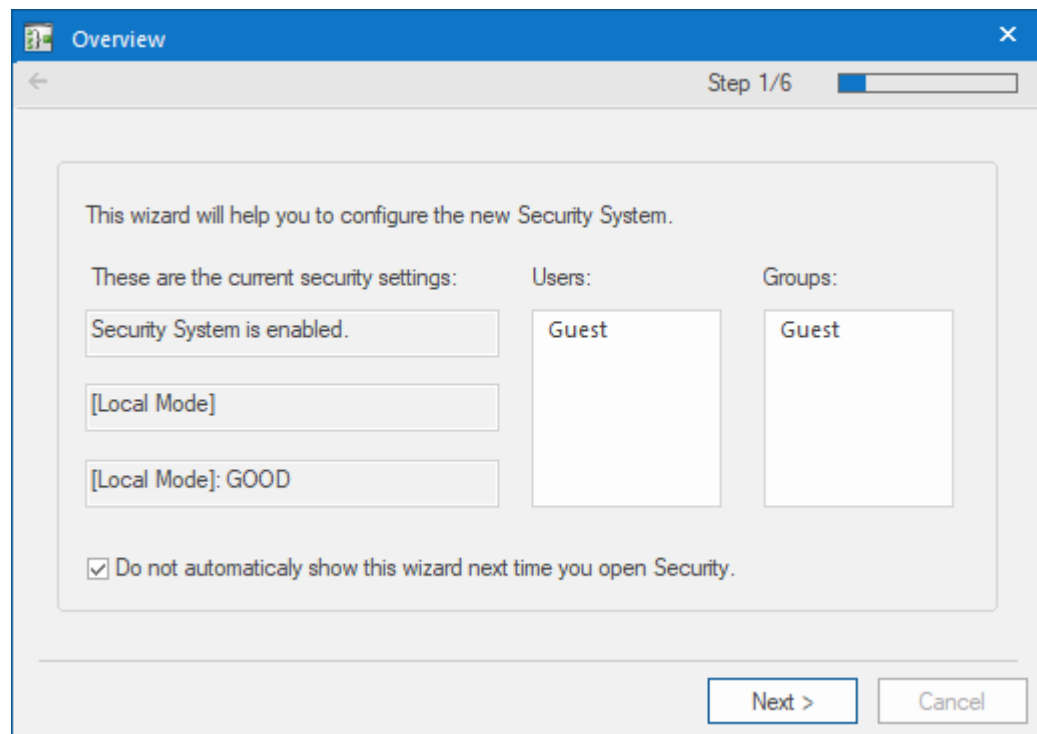 Overview
Step 1/6
This wizard will help you to configure the new Security System.
These are the current security settings: Users: Groups:
Security System is enabled. Guest Guest
[Local Mode]
[Local Mode]: GOOD
Do not automaticaly show this wizard next time you open Security.
Next > Cancel